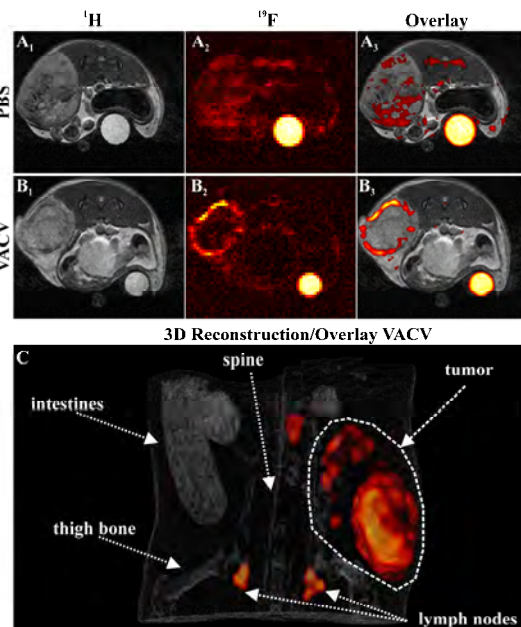 ¹H ¹⁹F Overlay
PBS
A₁ A₂ A₃
VACV
B₁ B₂ B₃
3D Reconstruction/Overlay VACV
C
spine
tumor
intestines
thigh bone
lymph nodes